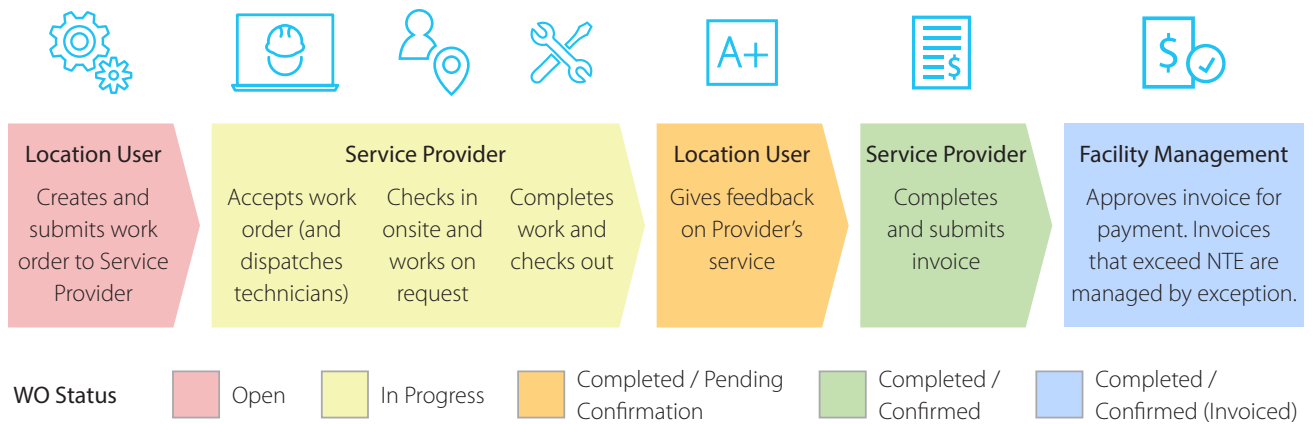 A+
$
$
Location User
Creates and
submits work
order to Service
Provider
Service Provider
Accepts work
order (and
dispatches
technicians)
Checks in
onsite and
works on
request
Completes
work and
checks out
Location User
Gives feedback
on Provider's
service
Service Provider
Completes
and submits
invoice
Facility Management
Approves invoice for
payment. Invoices
that exceed NTE are
managed by exception.
WO Status
Open
In Progress
Completed / Pending
Confirmation
Completed /
Confirmed
Completed /
Confirmed (Invoiced)